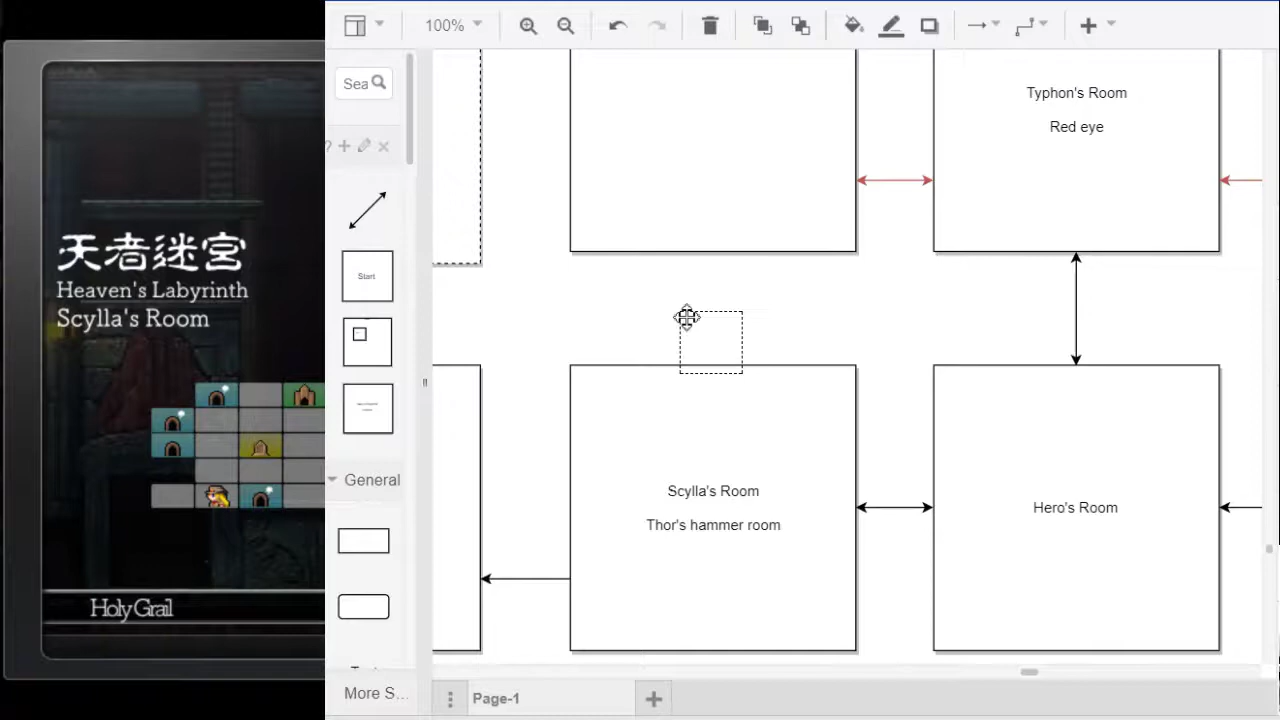 天者迷宮
Heaven's Labyrinth
Scylla's Room
Holy Grail
100%
Sea
?
Start
General
More S...
Page-1
Typhon's Room
Red eye
Scylla's Room
Thor's hammer room
Hero's Room